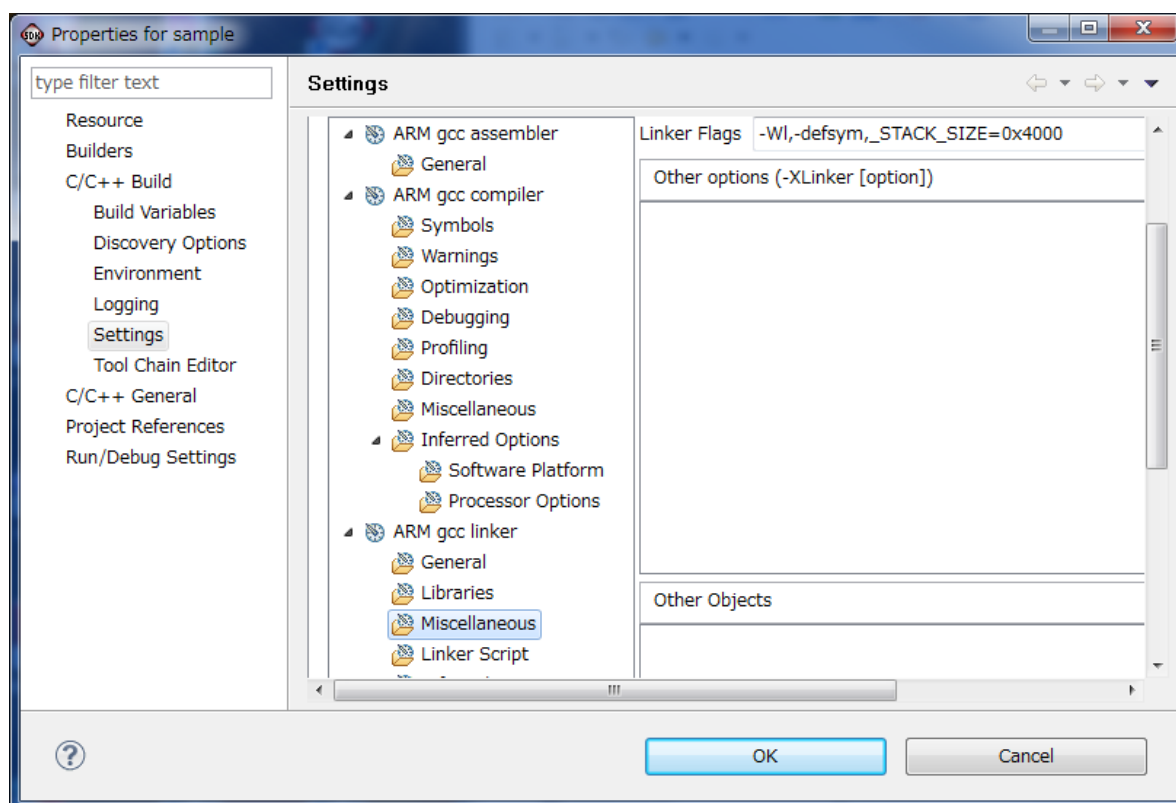 SDK
Properties for sample
type filter text
Resource
Builders
C/C++ Build
Build Variables
Discovery Options
Environment
Logging
Settings
Tool Chain Editor
C/C++ General
Project References
Run/Debug Settings
Settings
ARM gcc assembler
General
ARM gcc compiler
Symbols
Warnings
Optimization
Debugging
Profiling
Directories
Miscellaneous
Inferred Options
Software Platform
Processor Options
ARM gcc linker
General
Libraries
Miscellaneous
Linker Script
Linker Flags -Wl,-defsym,_STACK_SIZE=0x4000
Other options (-XLinker [option])
Other Objects
OK
Cancel